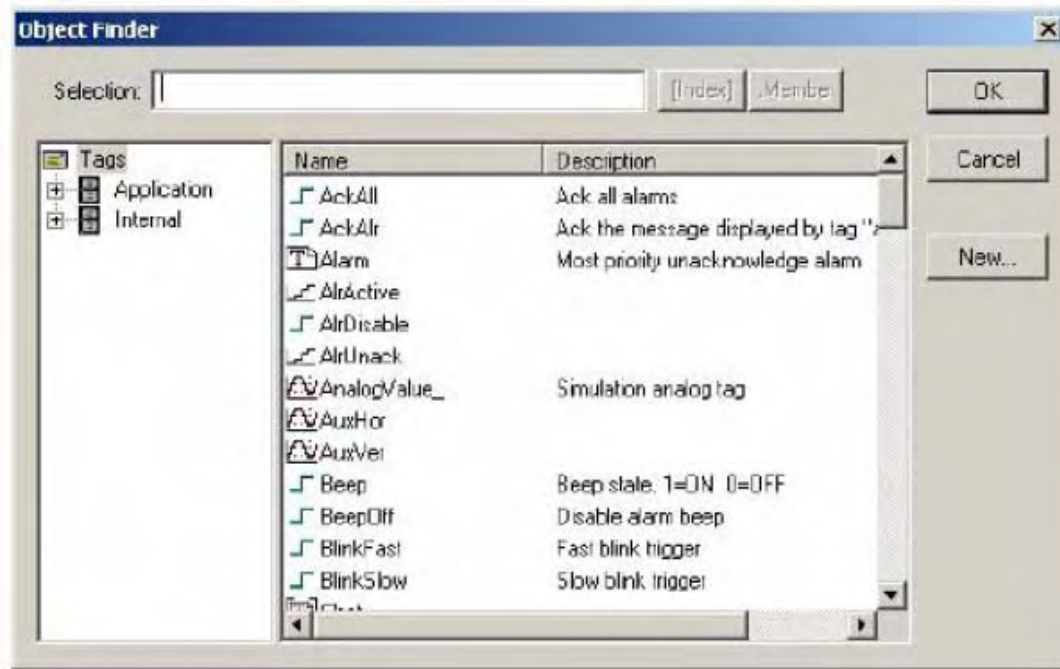 Object Finder
Selection: [Index] .Member OK
Tags Name Description Cancel
Application AckAll Ack all alarms
Internal AckAlr Ack the message displayed by tag "
Alarm Most priority unacknowledge alarm New...
AlrActive
AlrDisable
AlrUnack
AnalogValue_ Simulation analog tag
AuxHor
AuxVer
Beep Beep state. 1=ON 0=OFF
BeepOff Disable alarm beep
BlinkFast Fast blink trigger
BlinkSlow Slow blink trigger